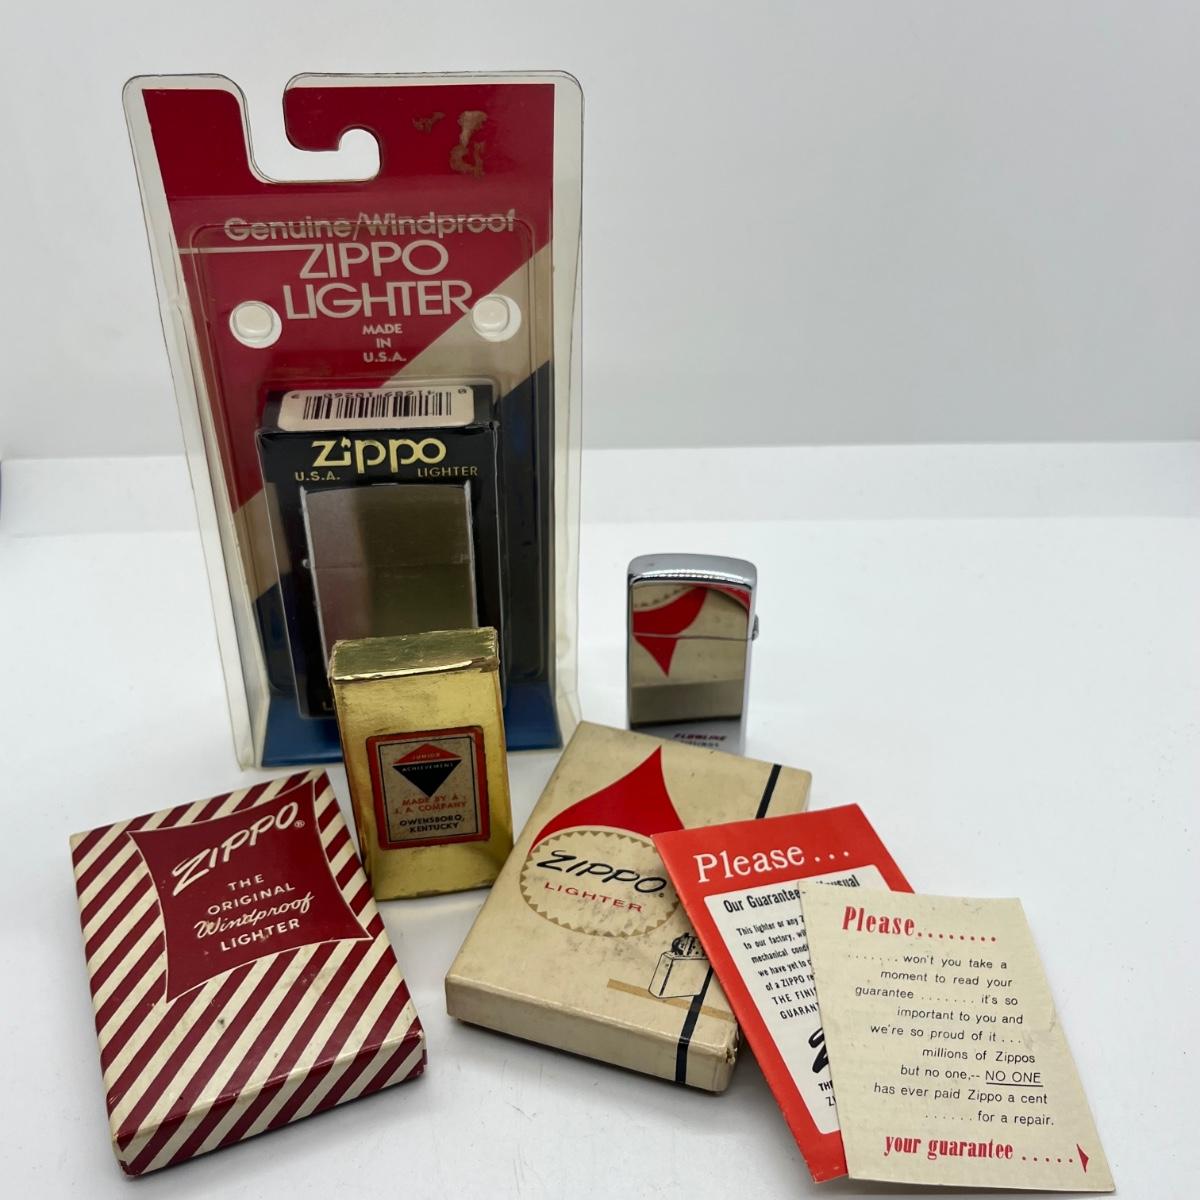 Genuine/Windproof
ZIPPO
LIGHTER
MADE
IN
U.S.A.
zippo
U.S.A. LIGHTER
JUNIOR
ACHIEVEMENT
MADE BY A
J. A. COMPANY
OWENSBORO,
KENTUCKY
ZIPPO®
THE
ORIGINAL
Windproof
LIGHTER
ZIPPO®
LIGHTER
FLOWLINE
Please...
Our Guarantee
This lighter or any
to our factory,
mechanical
we have yet to
of a ZIPPO
THE
Please........
....... won't you take a
moment to read your
guarantee ........ it's so
important to you and
we're so proud of it ...
millions of Zippos
but no one,-- NO ONE
has ever paid Zippo a cent
...... for a repair.
your guarantee .....